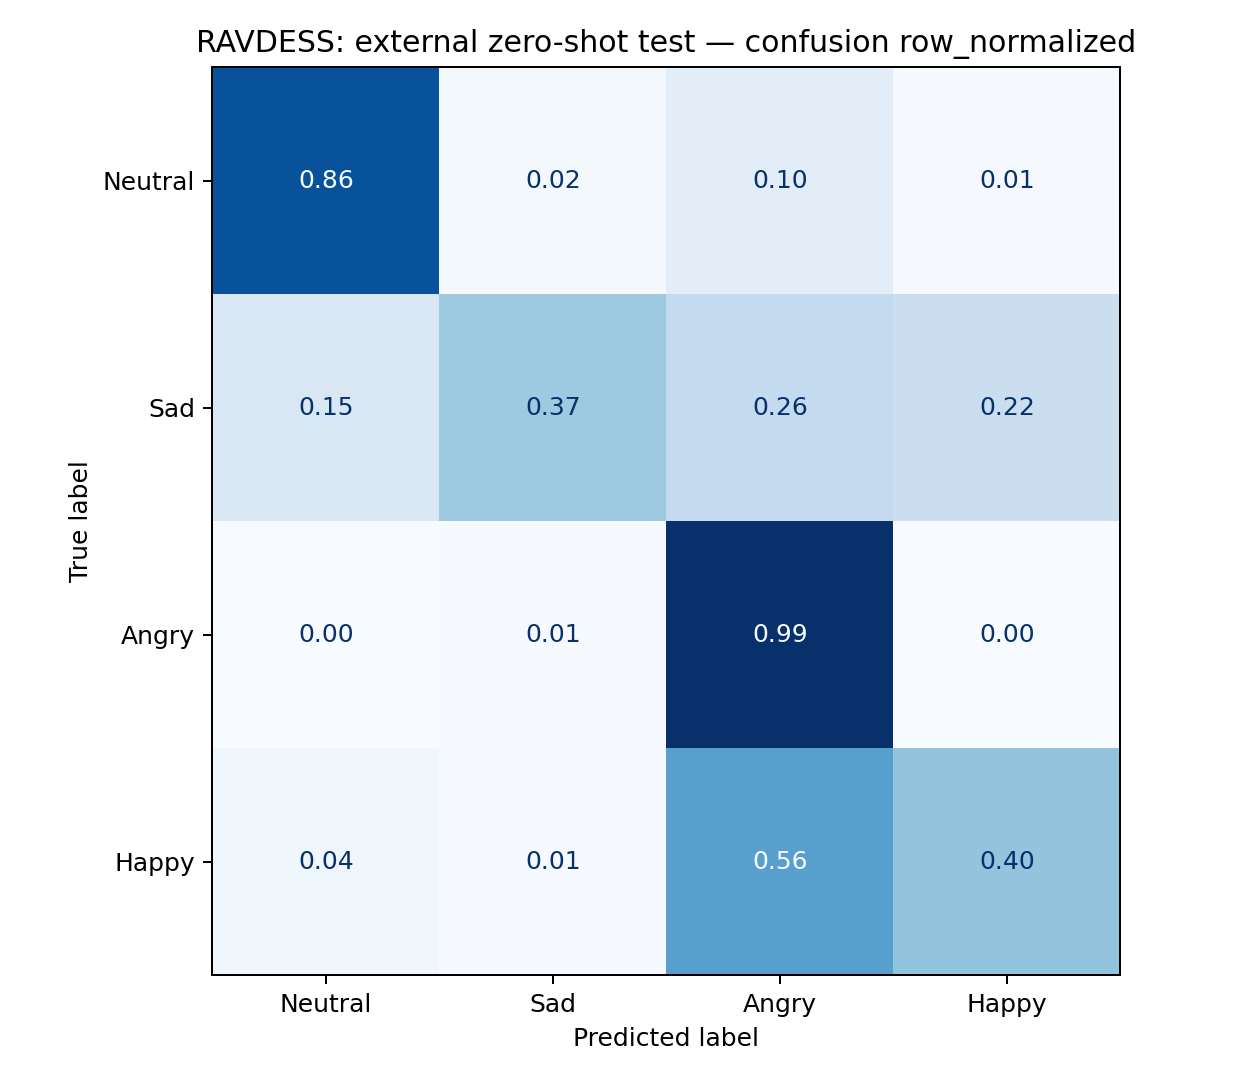 RAVDESS: external zero-shot test — confusion row_normalized
Neutral 0.86 0.02 0.10 0.01
Sad 0.15 0.37 0.26 0.22
True label
Angry 0.00 0.01 0.99 0.00
Happy 0.04 0.01 0.56 0.40
Neutral Sad Angry Happy
Predicted label